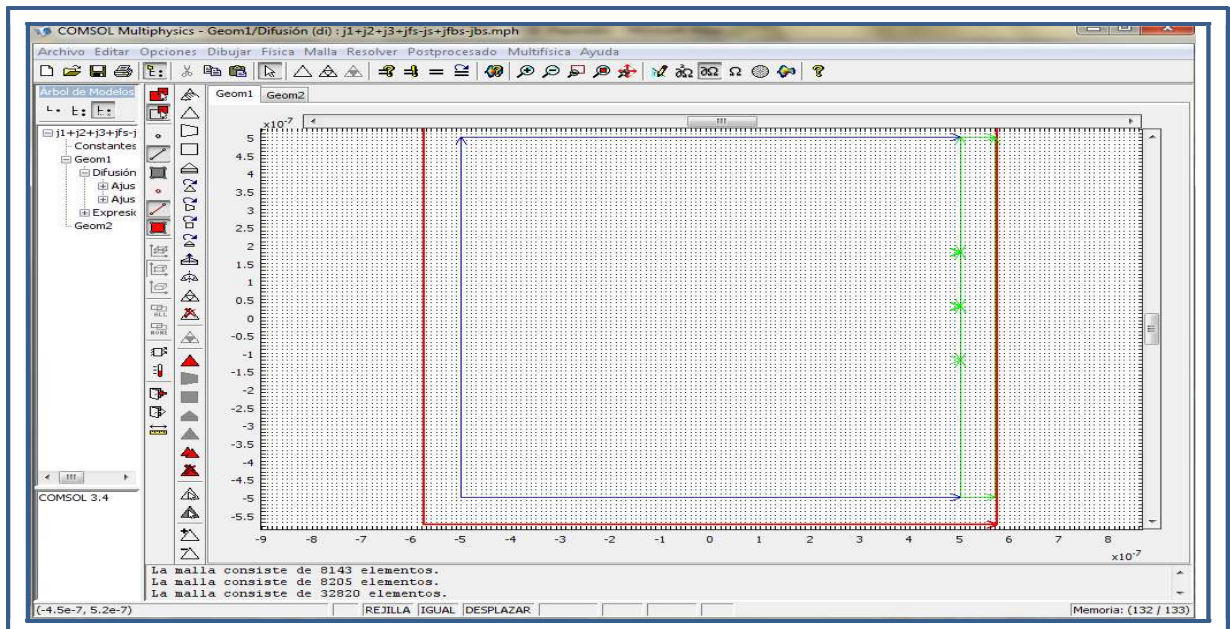 COMSOL Multiphysics - Geom1/Difusión (di) : j1+j2+j3+jfs-js+jfbs-jbs.mph
Archivo Editar Opciones Dibujar Física Malla Resolver Postprocesado Multifísica Ayuda
Árbol de Modelos
Geom1 Geom2
j1+j2+j3+jfs-j
Constantes
Geom1
Difusión
Ajus
Ajus
Expresi
Geom2
ALL
NONE
x10-7
5
4.5
4
3.5
3
2.5
2
1.5
1
0.5
0
-0.5
-1
-1.5
-2
-2.5
-3
-3.5
-4
-4.5
-5
-5.5
-9 -8 -7 -6 -5 -4 -3 -2 -1 0 1 2 3 4 5 6 7 8
x10-7
COMSOL 3.4
La malla consiste de 8143 elementos.
La malla consiste de 8205 elementos.
La malla consiste de 32820 elementos.
(-4.5e-7, 5.2e-7) REJILLA IGUAL DESPLAZAR Memoria: (132 / 133)